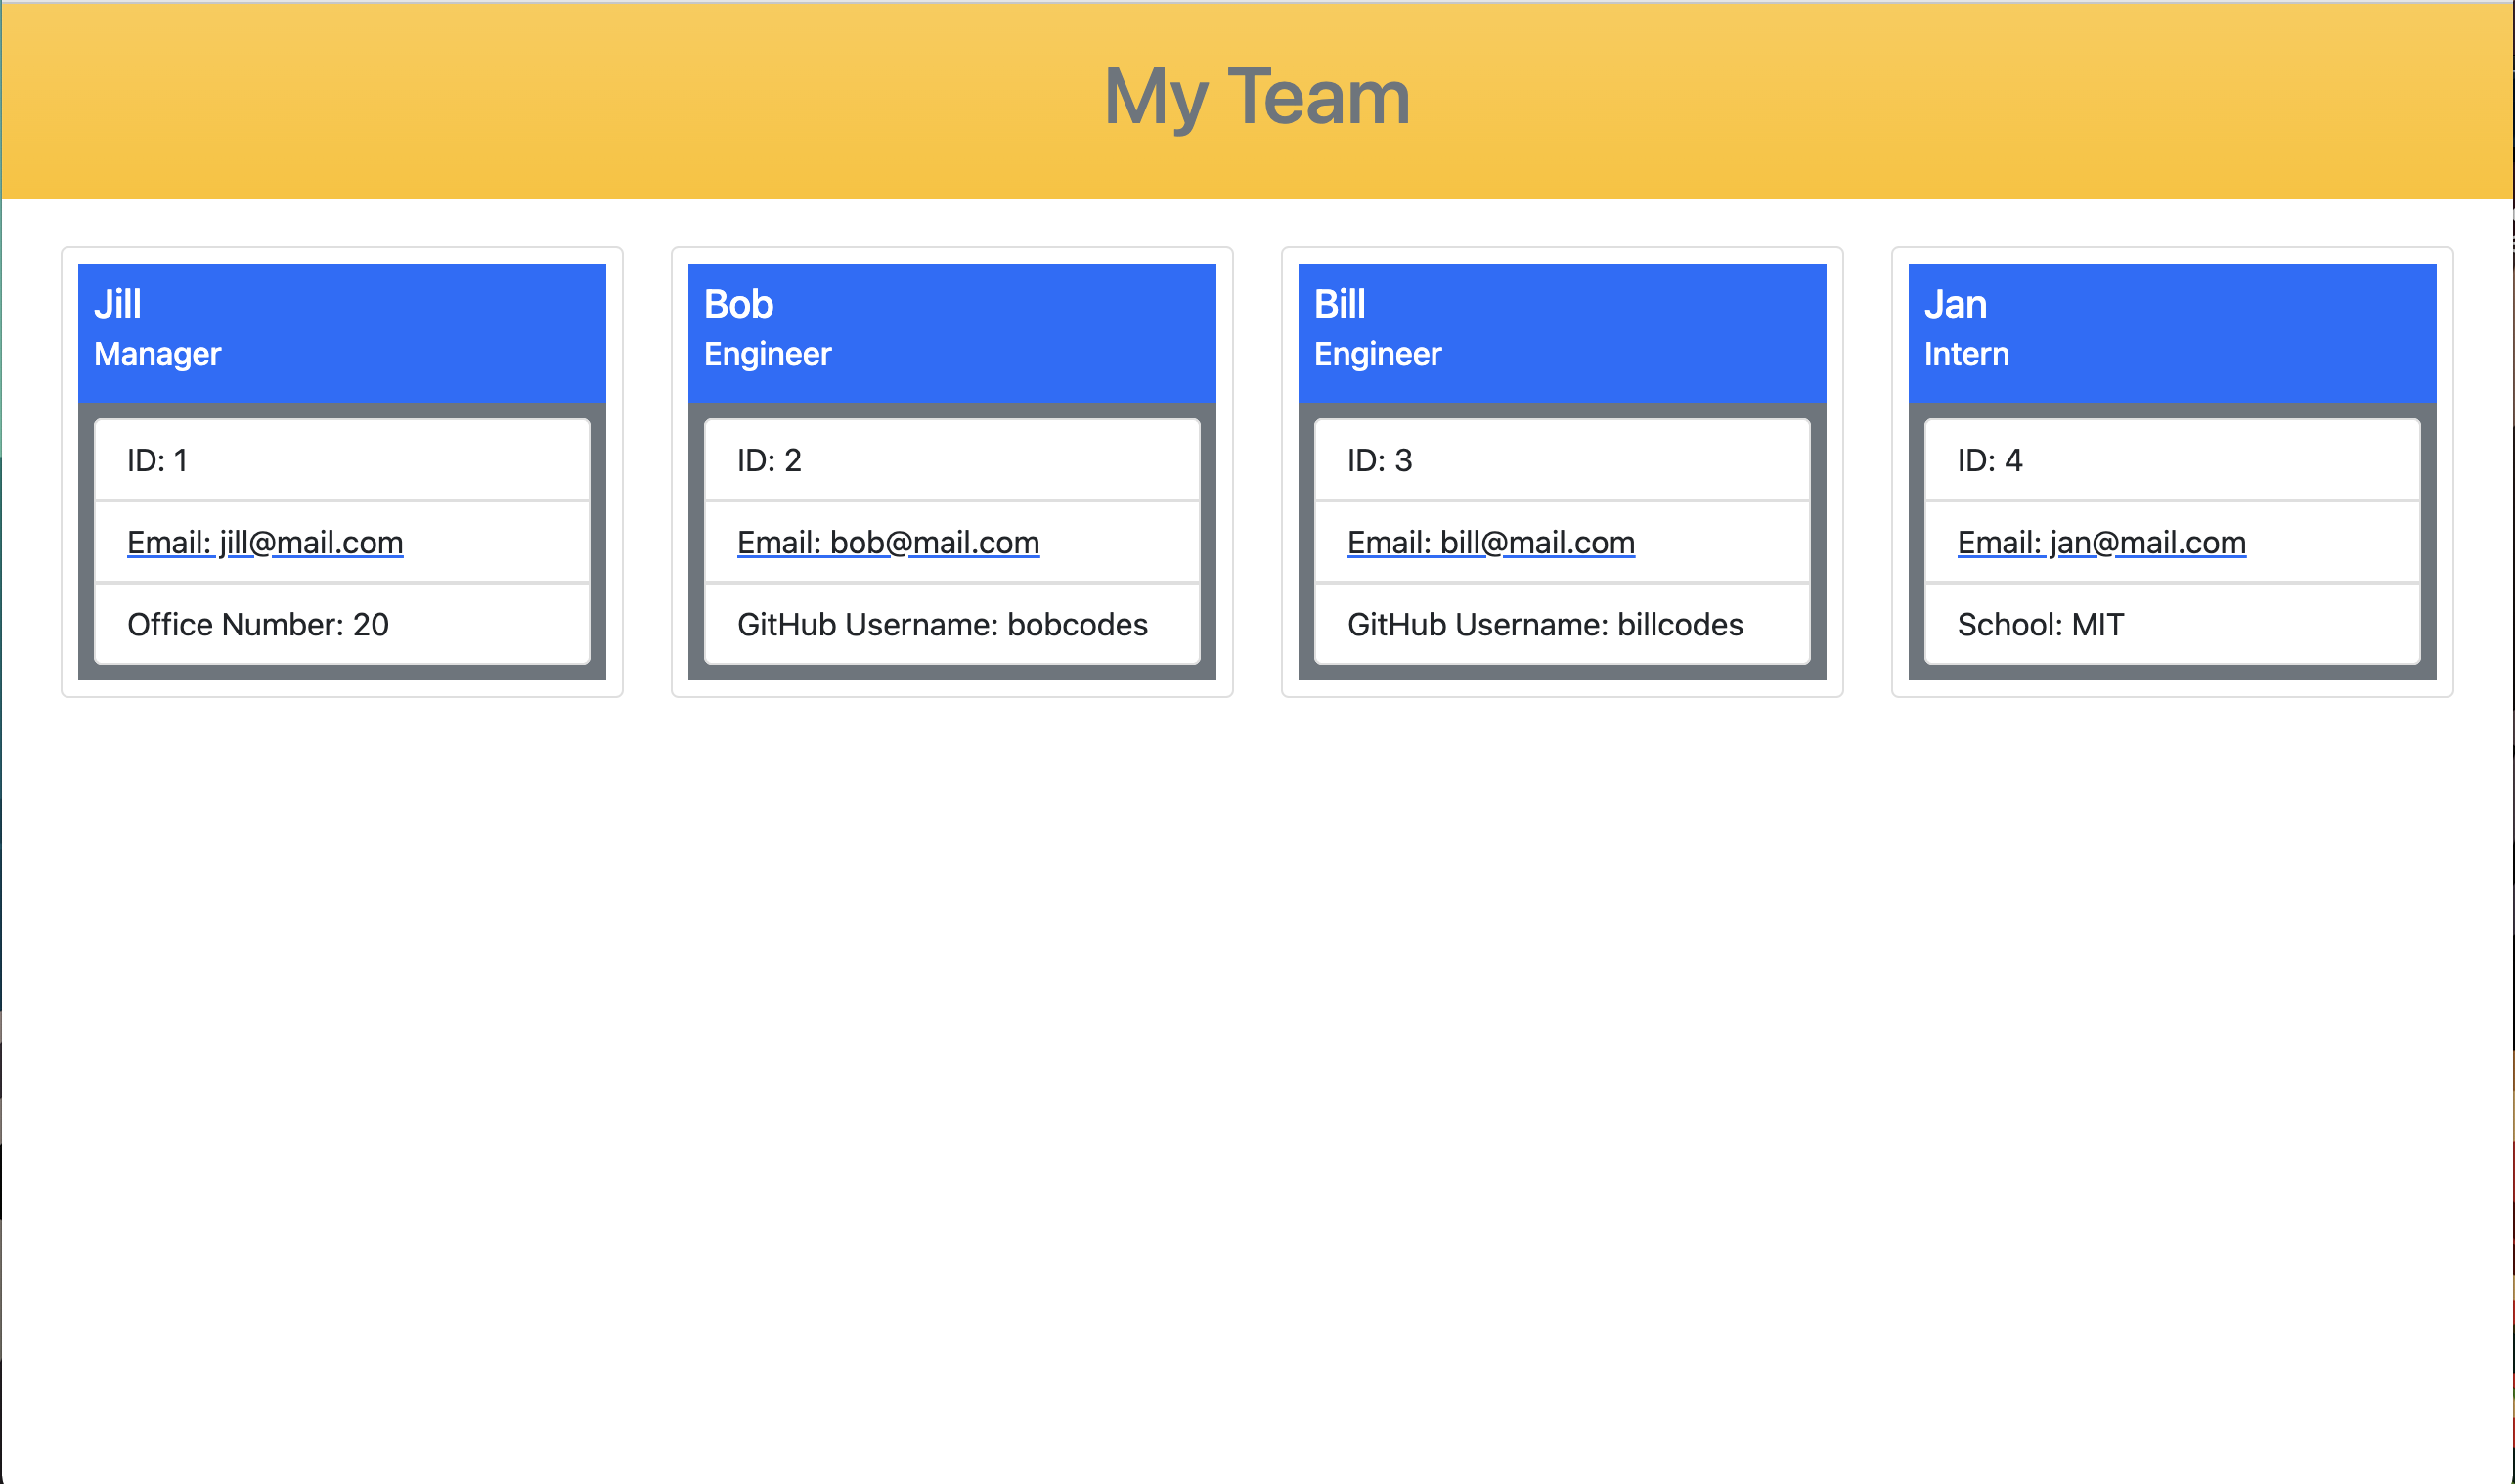 My Team
Jill
Manager
ID: 1
Email: jill@mail.com
Office Number: 20
Bob
Engineer
ID: 2
Email: bob@mail.com
GitHub Username: bobcodes
Bill
Engineer
ID: 3
Email: bill@mail.com
GitHub Username: billcodes
Jan
Intern
ID: 4
Email: jan@mail.com
School: MIT